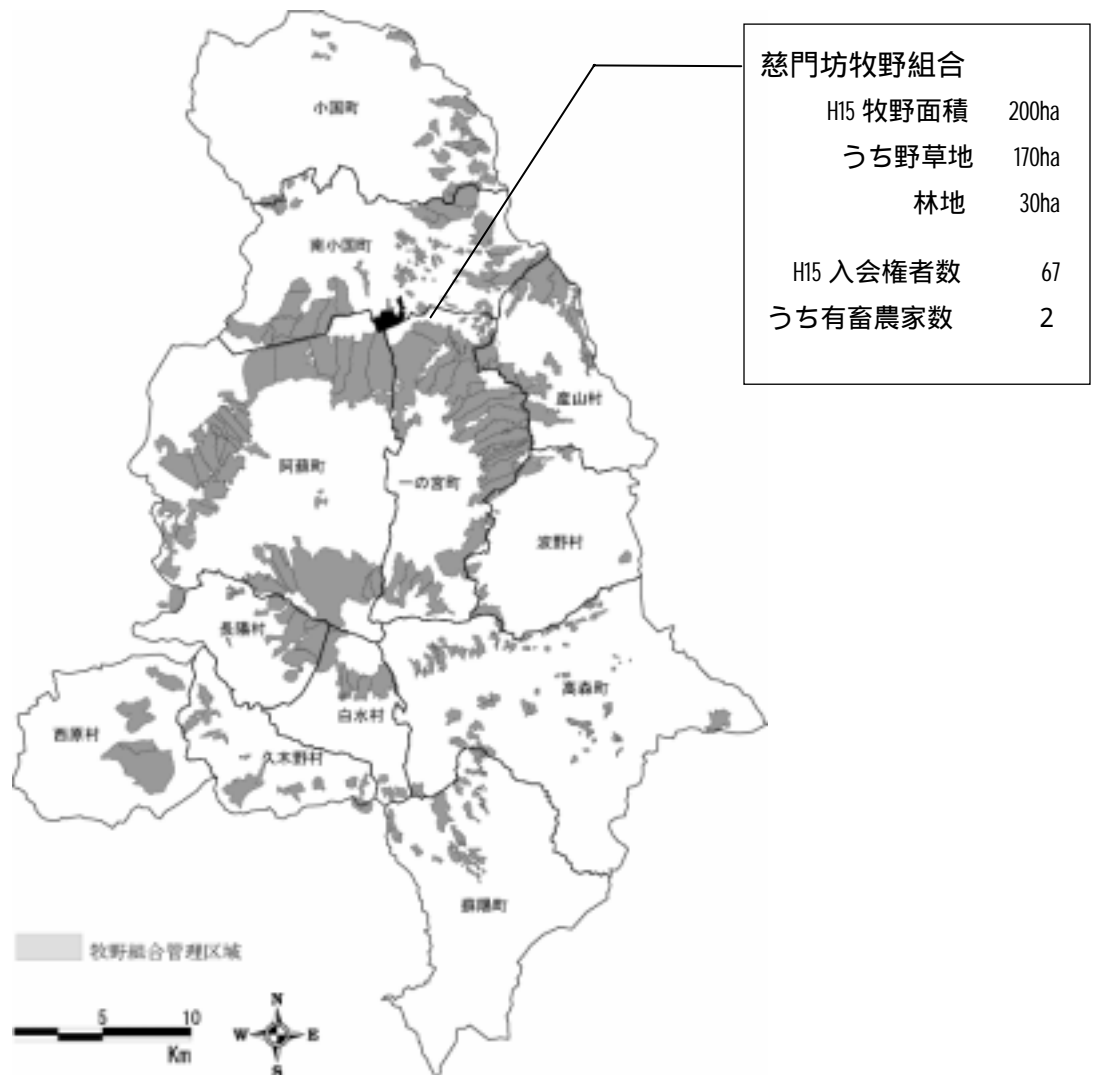 慈門坊牧野組合
H15 牧野面積 200ha
うち野草地 170ha
林地 30ha
H15 入会権者数 67
うち有畜農家数 2
小国町
南小国町
産山村
阿蘇町
一の宮町
波野村
長陽村
高森町
白水村
西原村
久木野村
蘇陽町
牧野組合管理区域
5 10
Km
N
W E
S